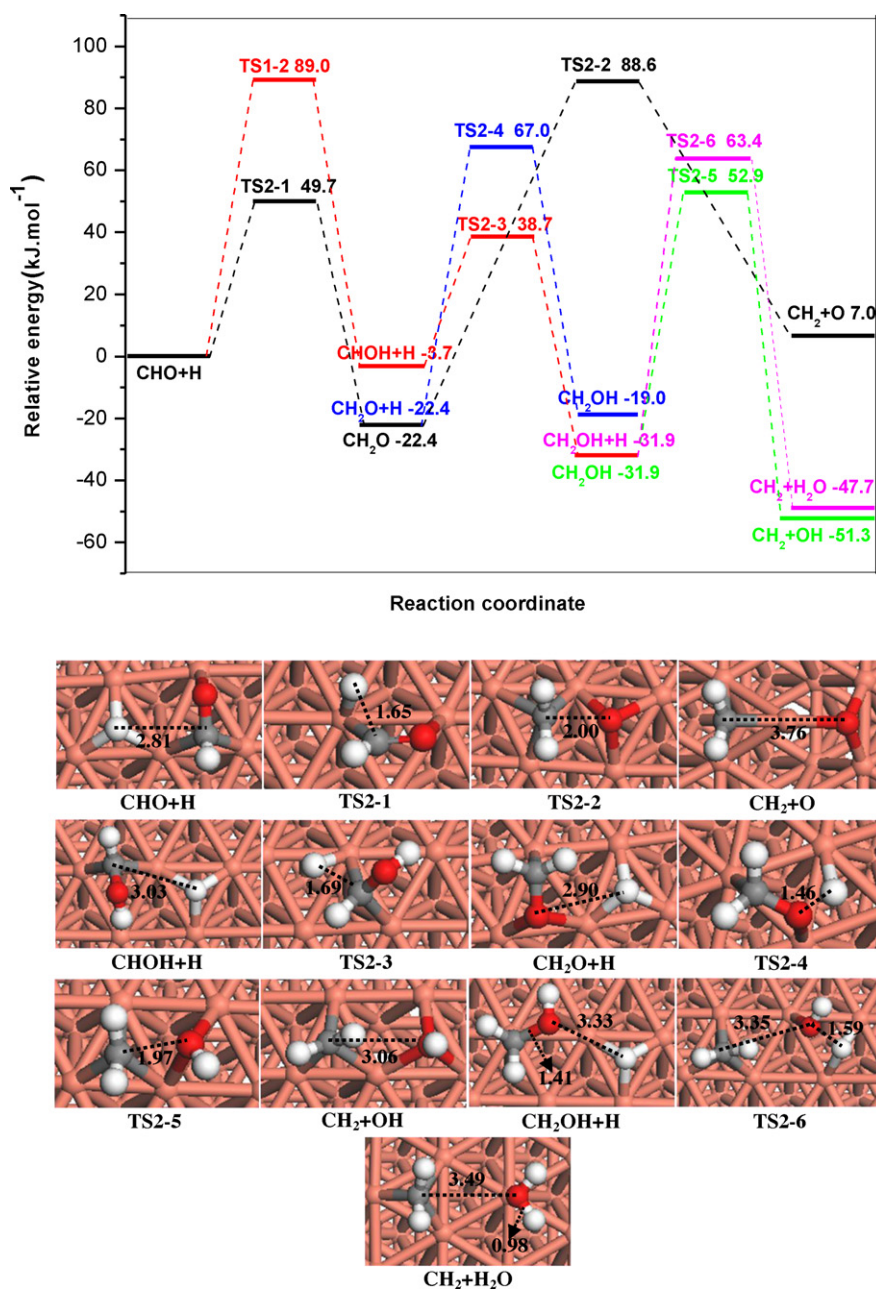 100
80
60
40
20
0
-20
-40
-60
Relative energy(kJ.mol⁻¹)
Reaction coordinate
TS1-2 89.0
TS2-2 88.6
TS2-4 67.0
TS2-6 63.4
TS2-5 52.9
TS2-1 49.7
TS2-3 38.7
CH₂+O 7.0
CHO+H
CHOH+H -3.7
CH₂O+H -22.4
CH₂O -22.4
CH₂OH -19.0
CH₂OH+H -31.9
CH₂OH -31.9
CH₂+H₂O -47.7
CH₂+OH -51.3
2.81
1.65
2.00
3.76
CHO+H
TS2-1
TS2-2
CH₂+O
3.03
1.69
2.90
1.46
CHOH+H
TS2-3
CH₂O+H
TS2-4
1.97
3.06
3.33
1.41
3.35
1.59
TS2-5
CH₂+OH
CH₂OH+H
TS2-6
3.49
0.98
CH₂+H₂O